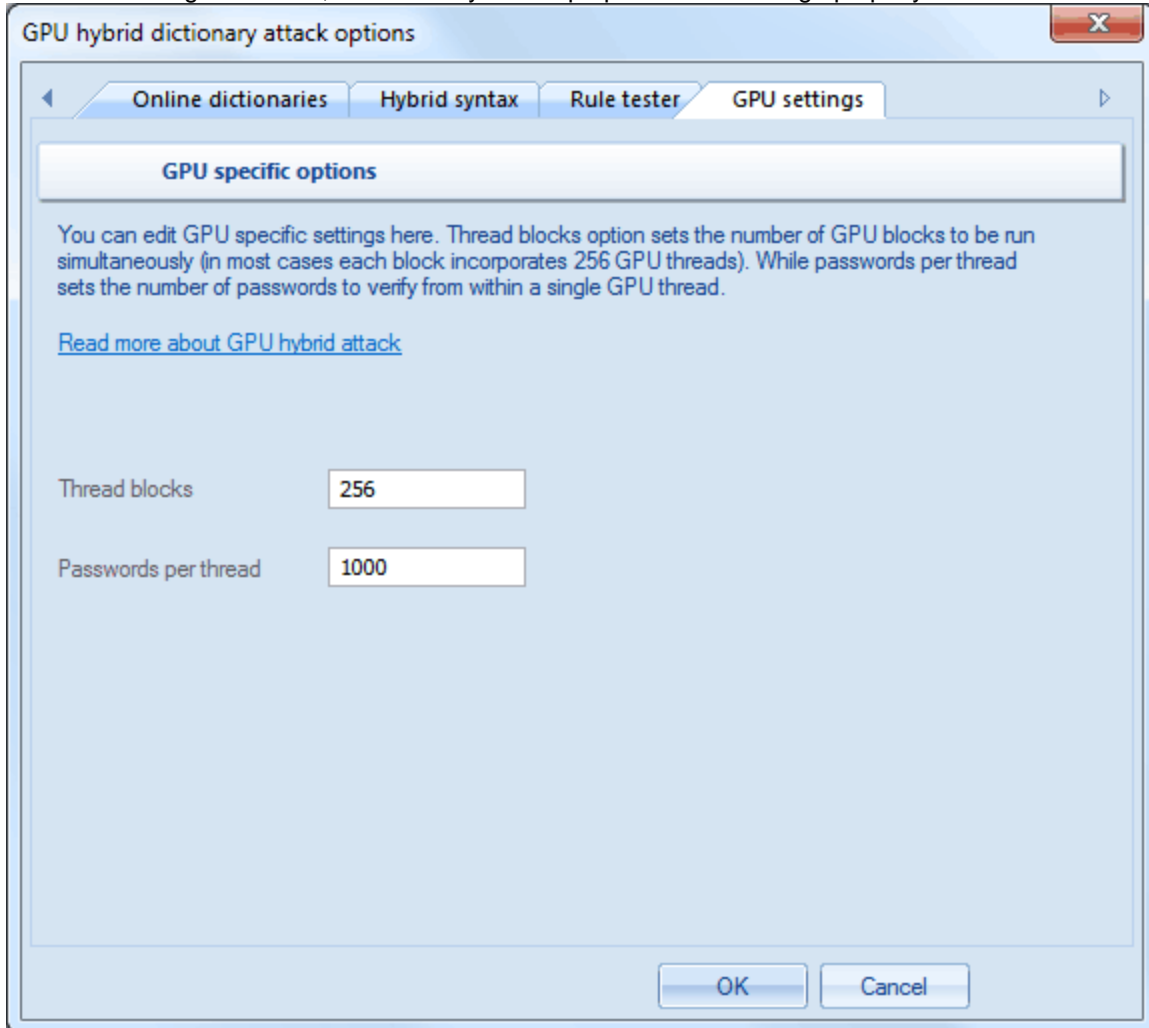 GPU hybrid dictionary attack options
Online dictionaries Hybrid syntax Rule tester GPU settings
GPU specific options
You can edit GPU specific settings here. Thread blocks option sets the number of GPU blocks to be run
simultaneously (in most cases each block incorporates 256 GPU threads). While passwords per thread
sets the number of passwords to verify from within a single GPU thread.
Read more about GPU hybrid attack
Thread blocks 256
Passwords per thread 1000
OK Cancel